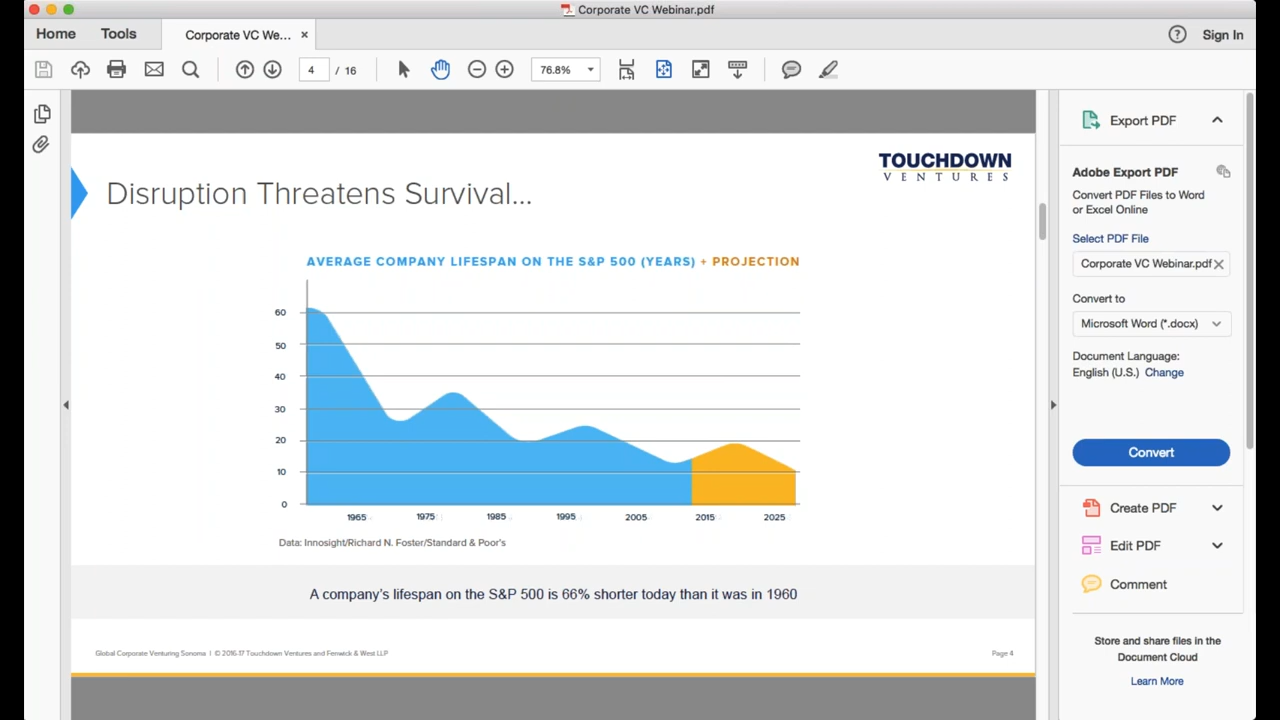 Corporate VC Webinar.pdf
Home Tools Corporate VC We... × ? Sign In
4 / 16 76.8%
TOUCHDOWN
VENTURES
Disruption Threatens Survival...
AVERAGE COMPANY LIFESPAN ON THE S&P 500 (YEARS) + PROJECTION
60
50
40
30
20
10
0
1965 1975 1985 1995 2005 2015 2025
Data: Innosight/Richard N. Foster/Standard & Poor's
A company's lifespan on the S&P 500 is 66% shorter today than it was in 1960
Global Corporate Venturing Sonoma | © 2016-17 Touchdown Ventures and Fenwick & West LLP
Page 4
Export PDF
Adobe Export PDF
Convert PDF Files to Word
or Excel Online
Select PDF File
Corporate VC Webinar.pdf
Convert to
Microsoft Word (*.docx)
Document Language:
English (U.S.) Change
Convert
Create PDF
Edit PDF
Comment
Store and share files in the
Document Cloud
Learn More